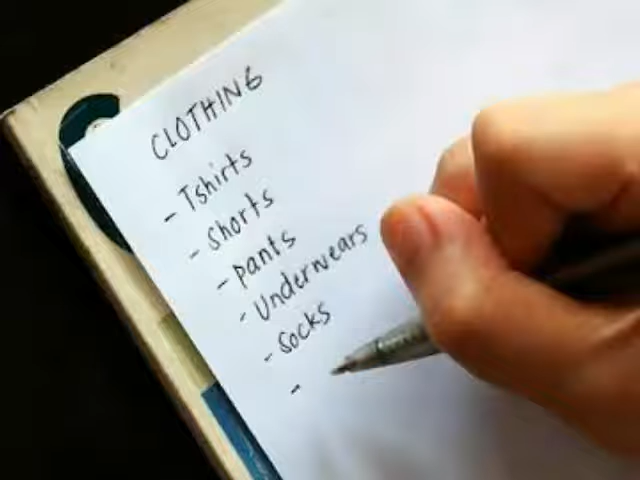 CLOTHING
- Tshirts
- Shorts
- pants
- Underwears
- Socks
-